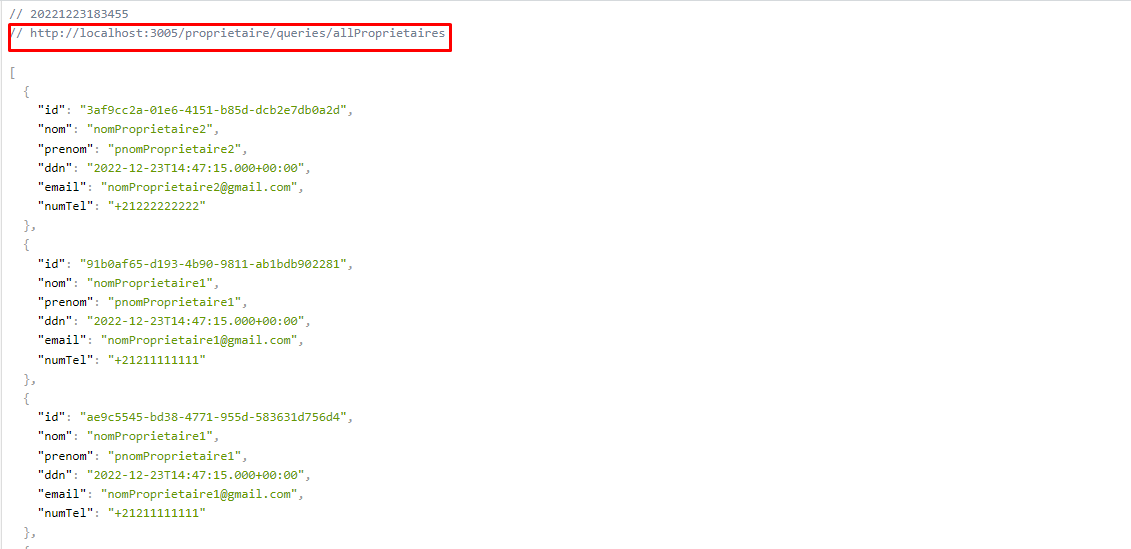 // 20221223183455
// http://localhost:3005/proprietaire/queries/allProprietaires
[
{
"id": "3af9cc2a-01e6-4151-b85d-dcb2e7db0a2d",
"nom": "nomProprietaire2",
"prenom": "pnomProprietaire2",
"ddn": "2022-12-23T14:47:15.000+00:00",
"email": "nomProprietaire2@gmail.com",
"numTel": "+21222222222"
},
{
"id": "91b0af65-d193-4b90-9811-ab1bdb902281",
"nom": "nomProprietaire1",
"prenom": "pnomProprietaire1",
"ddn": "2022-12-23T14:47:15.000+00:00",
"email": "nomProprietaire1@gmail.com",
"numTel": "+21211111111"
},
{
"id": "ae9c5545-bd38-4771-955d-583631d756d4",
"nom": "nomProprietaire1",
"prenom": "pnomProprietaire1",
"ddn": "2022-12-23T14:47:15.000+00:00",
"email": "nomProprietaire1@gmail.com",
"numTel": "+21211111111"
},